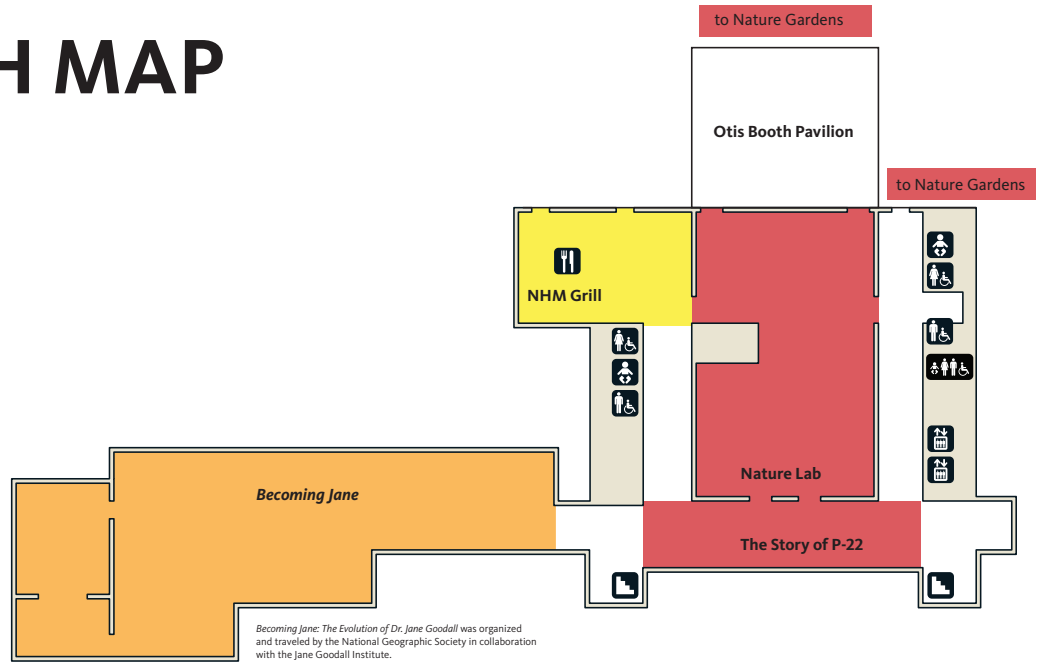 H MAP
to Nature Gardens
Otis Booth Pavilion
to Nature Gardens
NHM Grill
Nature Lab
Becoming Jane
The Story of P-22
Becoming Jane: The Evolution of Dr. Jane Goodall was organized
and traveled by the National Geographic Society in collaboration
with the Jane Goodall Institute.